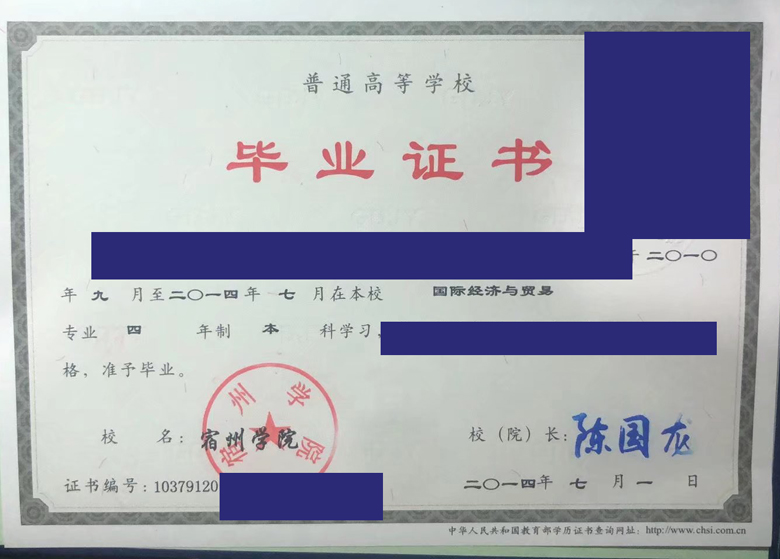 普通高等学校
毕业证书
二〇一〇
年 九 月至二〇一四年 七 月在本校 国际经济与贸易
专业 四 年制 本 科学习,
格，准予毕业。
宿州学院
校 名： 宿州学院
校（院）长： 陈国龙
证书编号： 10379120
二〇一四年 七 月 一 日
中华人民共和国教育部学历证书查询网址： http://www.chsi.com.cn